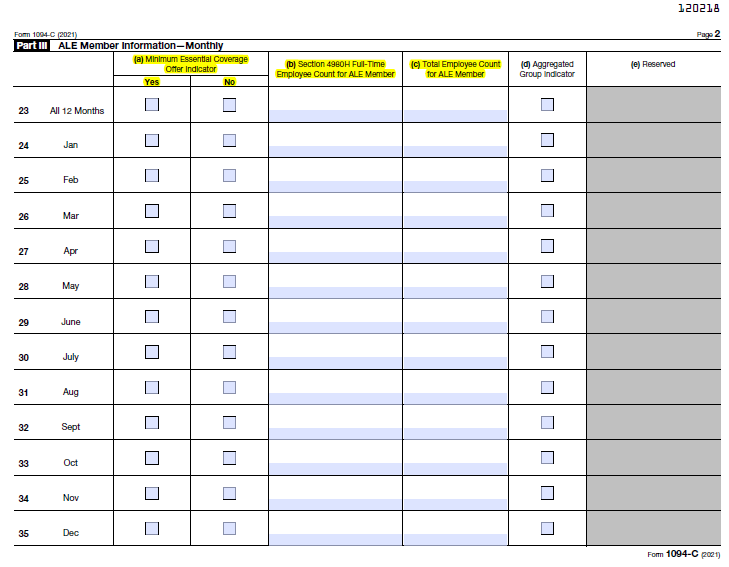 120218
Form 1094-C (2021) Page 2
Part III ALE Member Information—Monthly
(a) Minimum Essential Coverage
Offer Indicator
Yes No
(b) Section 4980H Full-Time
Employee Count for ALE Member
(c) Total Employee Count
for ALE Member
(d) Aggregated
Group Indicator
(e) Reserved
23 All 12 Months
24 Jan
25 Feb
26 Mar
27 Apr
28 May
29 June
30 July
31 Aug
32 Sept
33 Oct
34 Nov
35 Dec
Form 1094-C (2021)